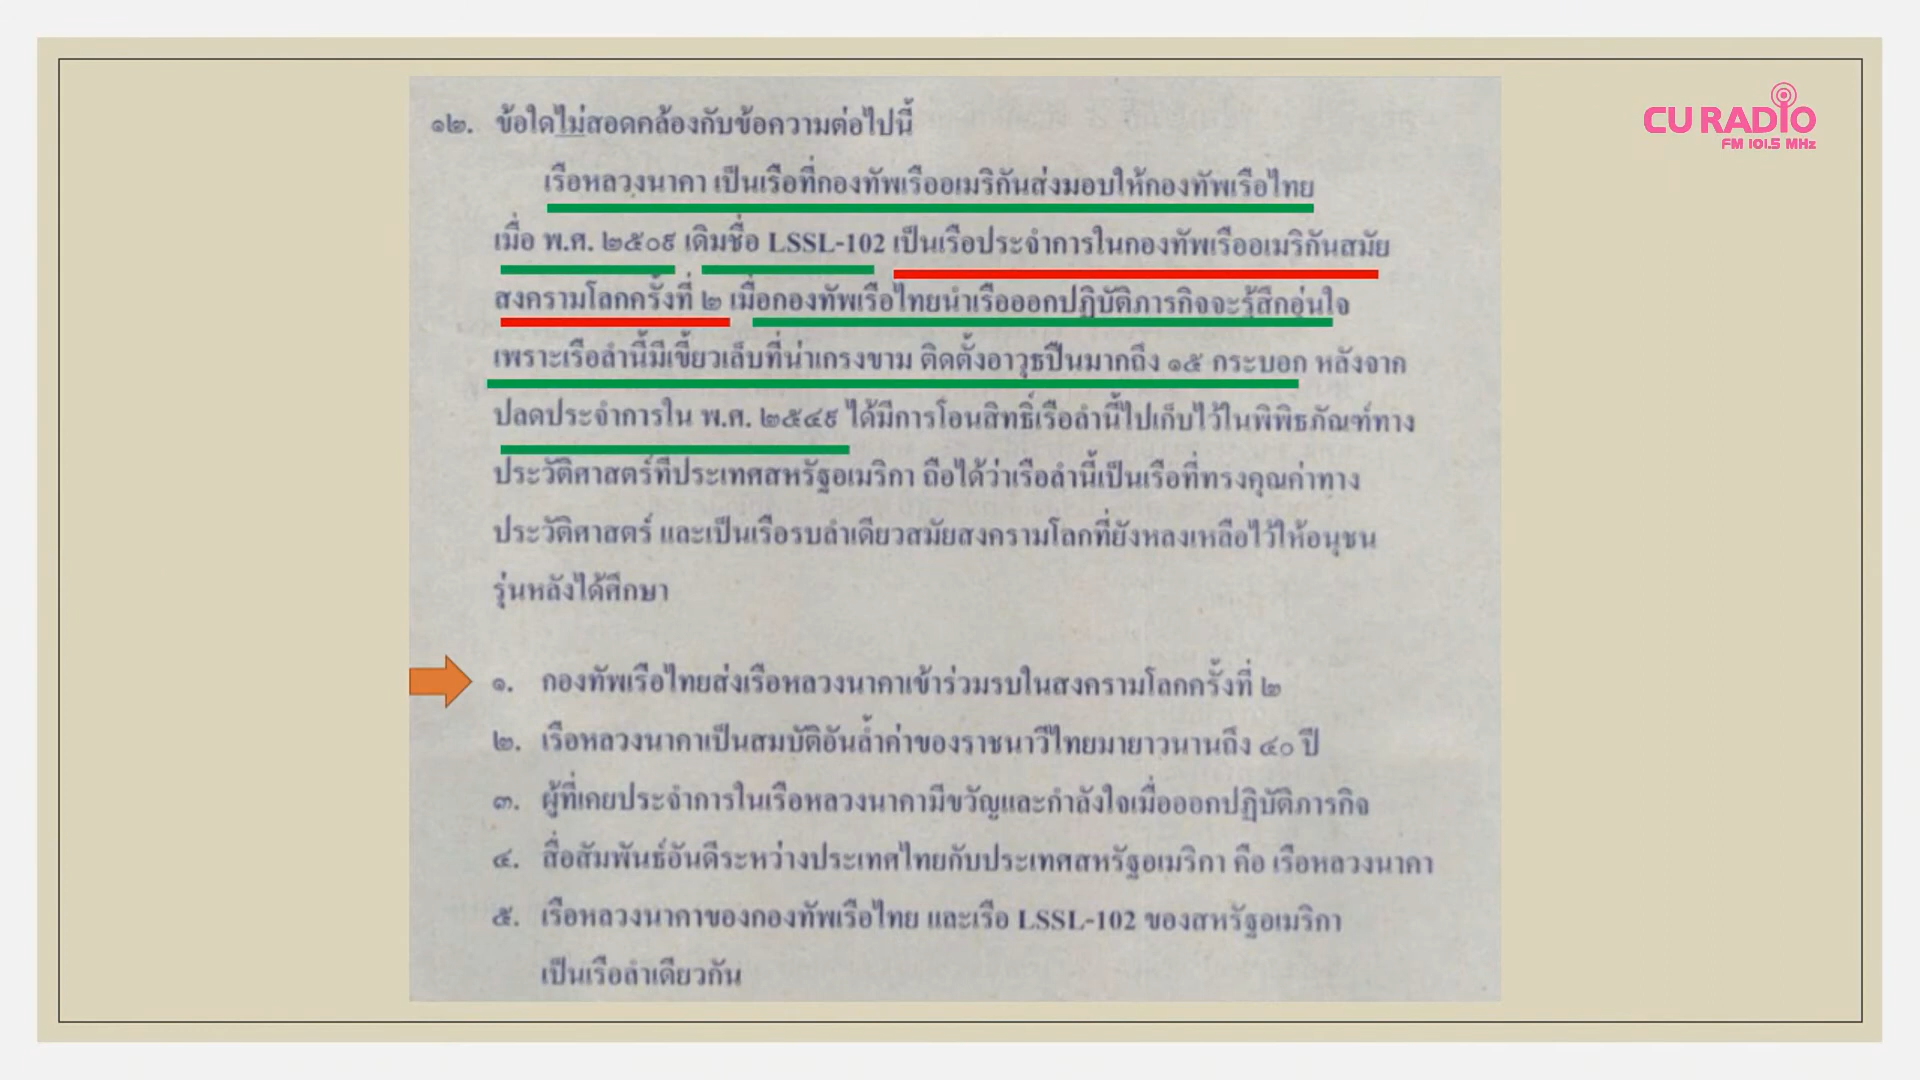 CU RADIO
FM 101.5 MHz
๑๒. ข้อใดไม่สอดคล้องกับข้อความต่อไปนี้
เรือหลวงนาคา เป็นเรือที่กองทัพเรืออเมริกันส่งมอบให้กองทัพเรือไทย
เมื่อ พ.ศ. ๒๕๐๙ เดิมชื่อ LSSL-102 เป็นเรือประจำการในกองทัพเรืออเมริกันสมัย
สงครามโลกครั้งที่ ๒ เมื่อกองทัพเรือไทยนำเรือออกปฏิบัติภารกิจจะรู้สึกอุ่นใจ
เพราะเรือลำนี้มีเขี้ยวเล็บที่น่าเกรงขาม ติดตั้งอาวุธปืนมากถึง ๑๕ กระบอก หลังจาก
ปลดประจำการใน พ.ศ. ๒๕๔๙ ได้มีการโอนสิทธิ์เรือลำนี้ไปเก็บไว้ในพิพิธภัณฑ์ทาง
ประวัติศาสตร์ที่ประเทศสหรัฐอเมริกา ถือได้ว่าเรือลำนี้เป็นเรือที่ทรงคุณค่าทาง
ประวัติศาสตร์ และเป็นเรือรบลำเดียวสมัยสงครามโลกที่ยังหลงเหลือไว้ให้อนุชน
รุ่นหลังได้ศึกษา
๑. กองทัพเรือไทยส่งเรือหลวงนาคาเข้าร่วมรบในสงครามโลกครั้งที่ ๒
๒. เรือหลวงนาคาเป็นสมบัติอันล้ำค่าของราชนาวีไทยมายาวนานถึง ๔๐ ปี
๓. ผู้ที่เคยประจำการในเรือหลวงนาคามีขวัญและกำลังใจเมื่อออกปฏิบัติภารกิจ
๔. สื่อสัมพันธ์อันดีระหว่างประเทศไทยกับประเทศสหรัฐอเมริกา คือ เรือหลวงนาคา
๕. เรือหลวงนาคาของกองทัพเรือไทย และเรือ LSSL-102 ของสหรัฐอเมริกา
เป็นเรือลำเดียวกัน